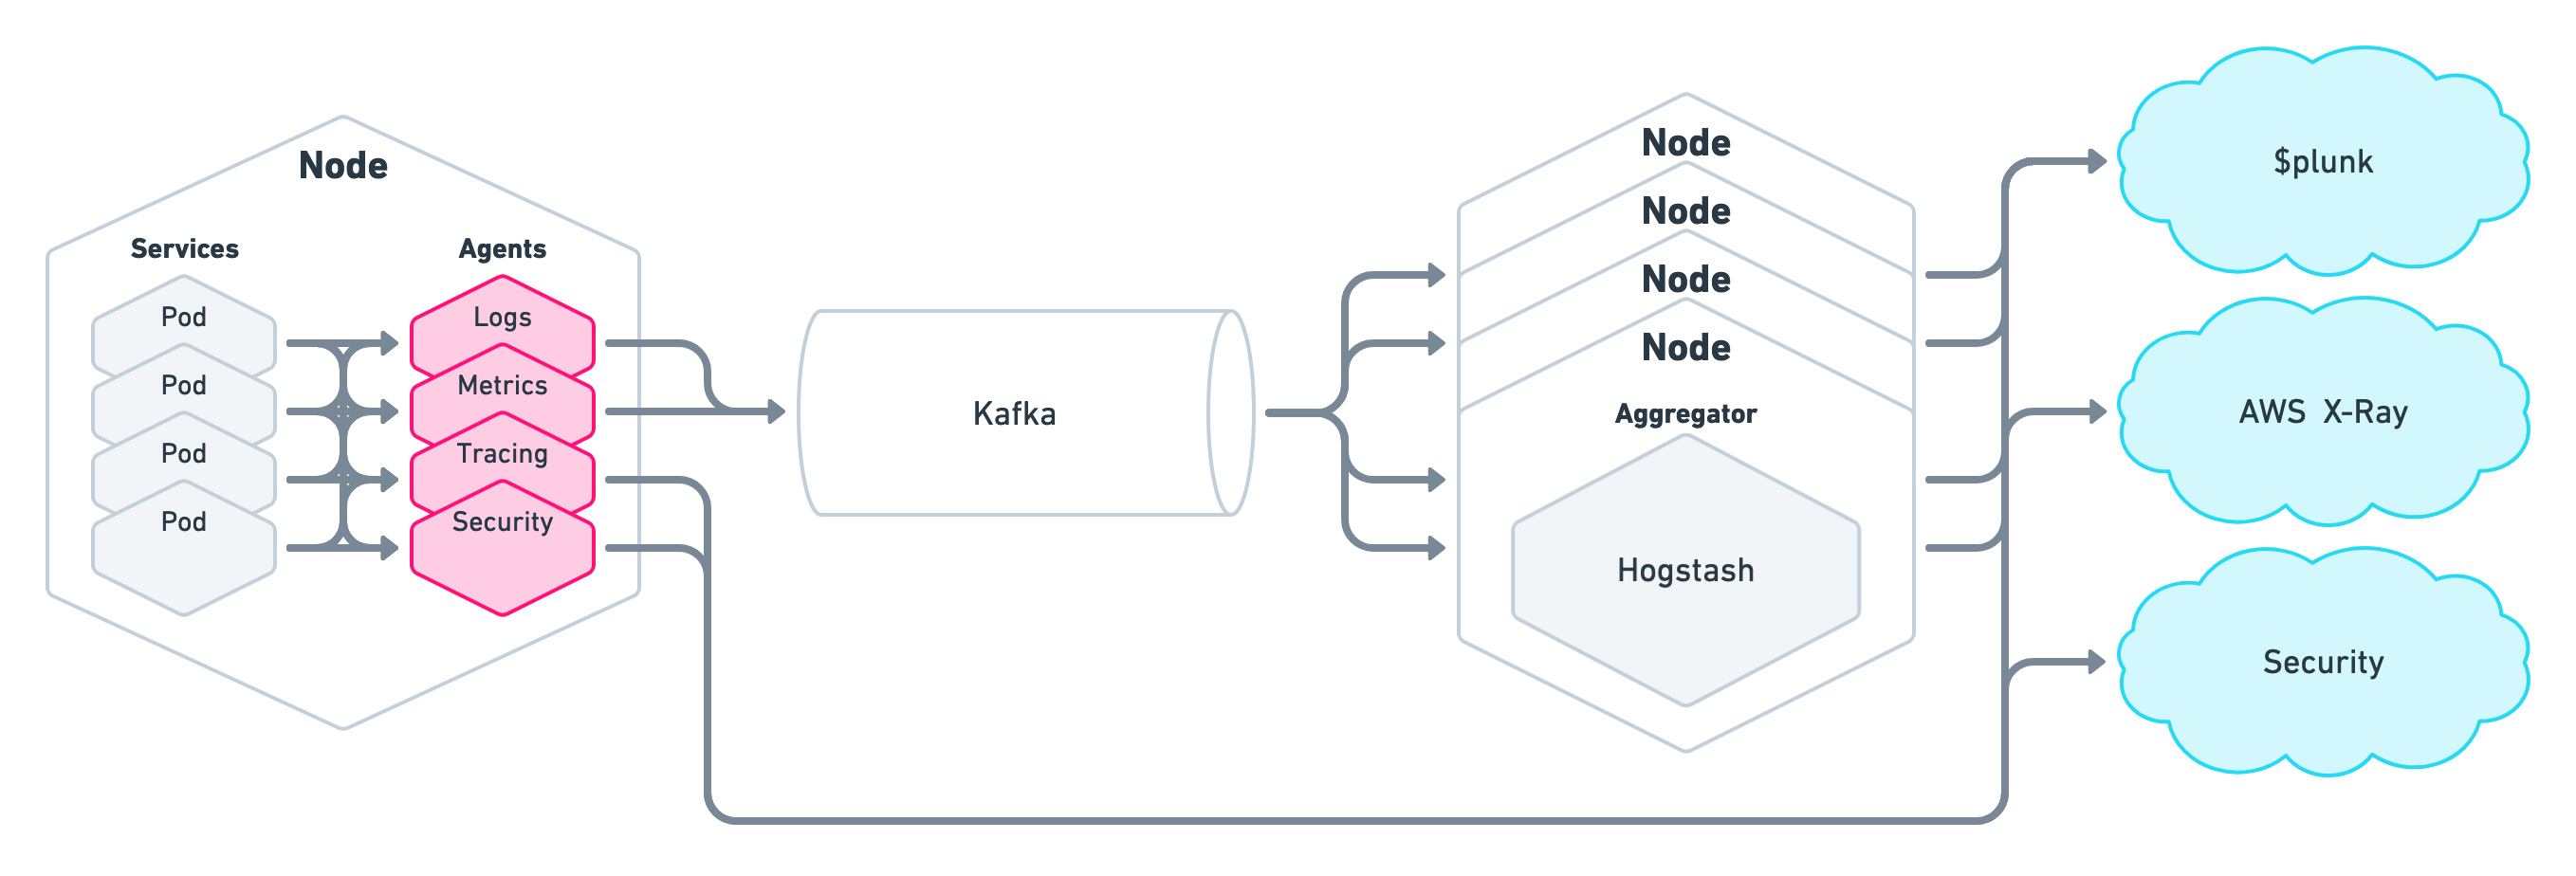 Node
Services
Pod
Pod
Pod
Pod
Agents
Logs
Metrics
Tracing
Security
Kafka
Node
Node
Node
Node
Aggregator
Hogstash
$plunk
AWS X-Ray
Security